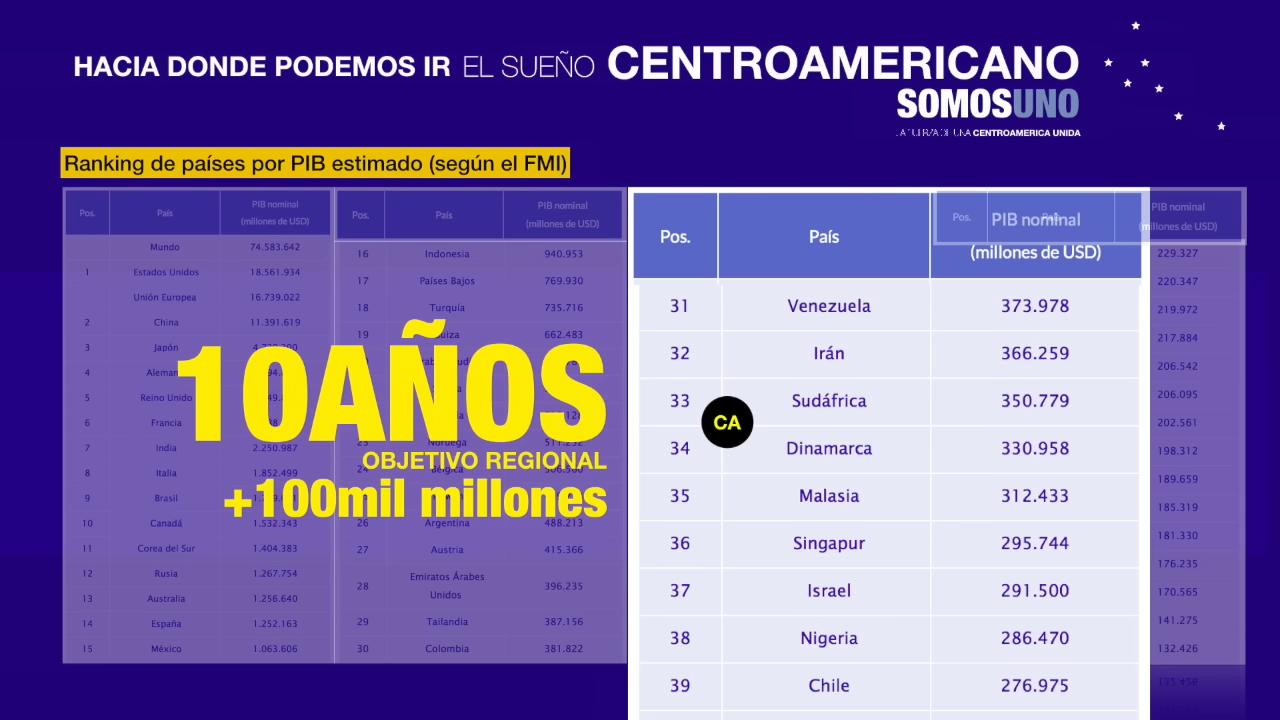 HACIA DONDE PODEMOS IR EL SUEÑO CENTROAMERICANO
SOMOSUNO
CENTROAMERICA UNIDA
Ranking de países por PIB estimado (según el FMI)
Pos. País PIB nominal (millones de USD)
Mundo 74.583.642
1 Estados Unidos 18.561.934
Unión Europea 16.739.022
2 China 11.391.619
3 Japón
4
5 Reino Unido
6 Francia
7 India 2.250.987
8 Italia 1.852.499
9 Brasil
10 Canadá 1.532.343
11 Corea del Sur 1.404.383
12 Rusia 1.267.754
13 Australia 1.256.640
14 España 1.252.163
15 México 1.063.606
Pos. País PIB nominal (millones de USD)
16 Indonesia 940.953
17 Países Bajos 769.930
18 Turquía 735.716
19 662.483
26 Argentina 488.213
27 Austria 415.366
28 Emiratos Árabes Unidos 396.235
29 Tailandia 387.156
30 Colombia 381.822
10AÑOS
OBJETIVO REGIONAL
+100mil millones
Pos. País PIB nominal
(millones de USD)
31 Venezuela 373.978
32 Irán 366.259
33 Sudáfrica 350.779
CA
34 Dinamarca 330.958
35 Malasia 312.433
36 Singapur 295.744
37 Israel 291.500
38 Nigeria 286.470
39 Chile 276.975
Pos. PIB nominal
(millones de USD)
229.327
220.347
219.972
217.884
206.542
206.095
202.561
198.312
189.659
185.319
181.330
176.235
170.565
141.275
132.426